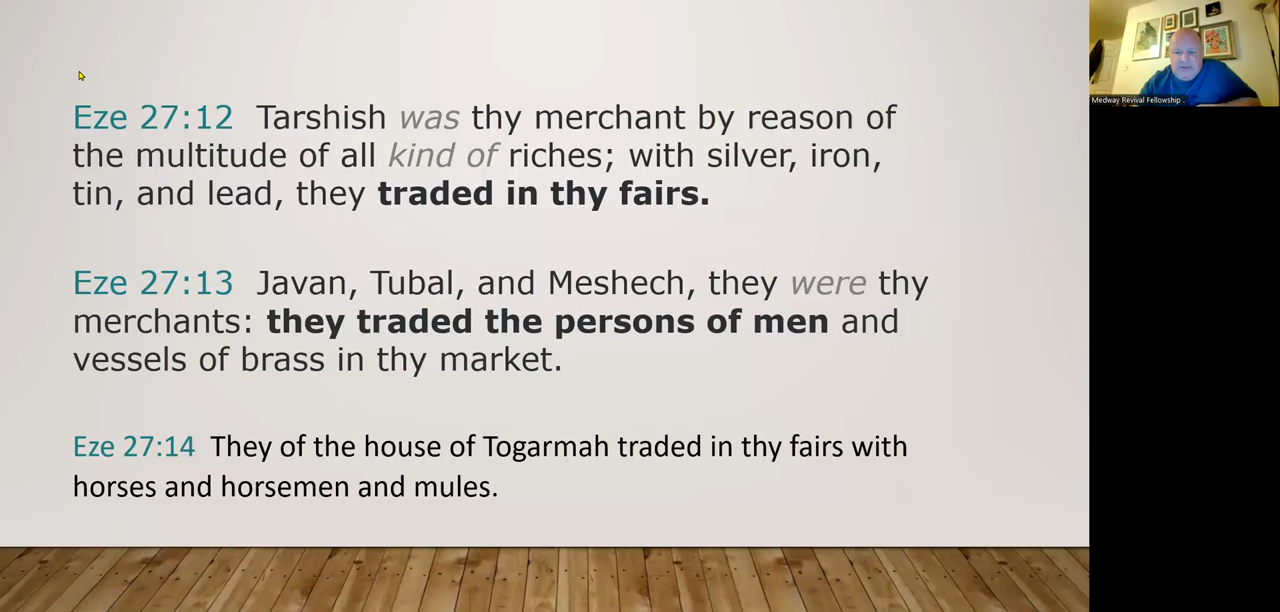 Eze 27:12 Tarshish was thy merchant by reason of
the multitude of all kind of riches; with silver, iron,
tin, and lead, they traded in thy fairs.
Eze 27:13 Javan, Tubal, and Meshech, they were thy
merchants: they traded the persons of men and
vessels of brass in thy market.
Eze 27:14 They of the house of Togarmah traded in thy fairs with
horses and horsemen and mules.
Medway Revival Fellowship .